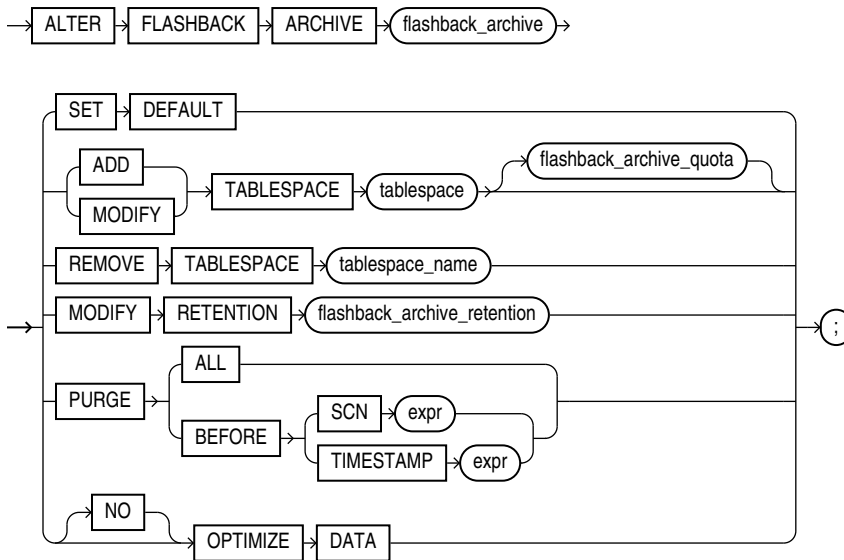 ALTER FLASHBACK ARCHIVE flashback_archive
SET DEFAULT
flashback_archive_quota
ADD
TABLESPACE tablespace
MODIFY
REMOVE TABLESPACE tablespace_name
MODIFY RETENTION flashback_archive_retention
;
ALL
PURGE
SCN expr
BEFORE
TIMESTAMP expr
NO
OPTIMIZE DATA